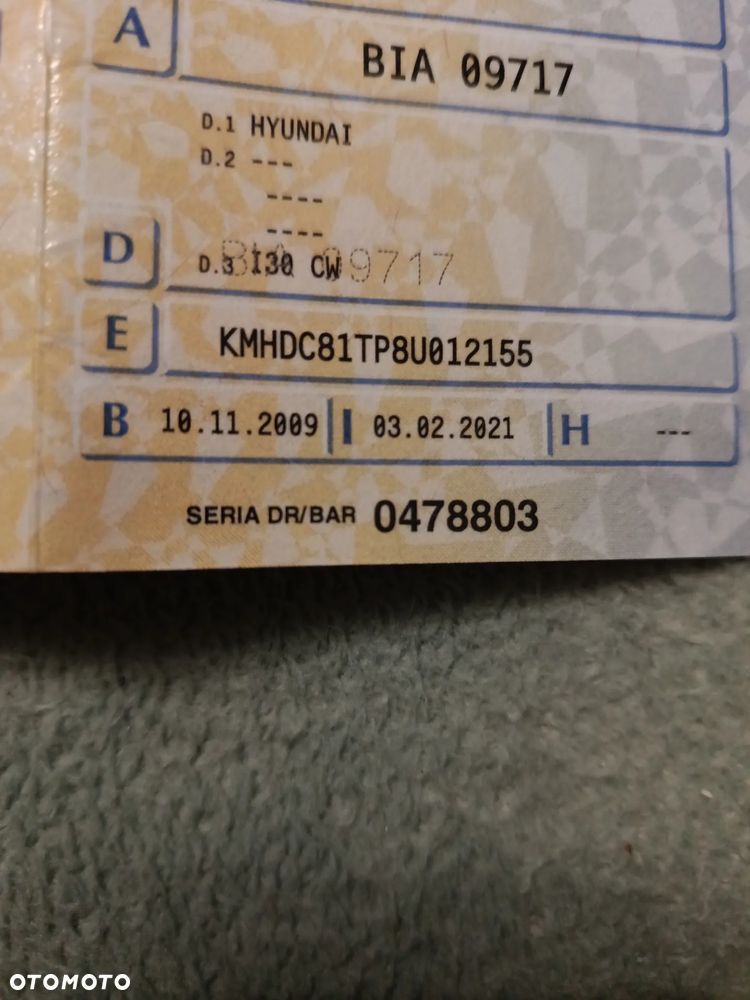 A BIA 09717
D.1 HYUNDAI
D.2 ---
----
----
BIA 09717
D D.3 I30 CW
E KMHDC81TP8U012155
B 10.11.2009 I 03.02.2021 H ---
SERIA DR/BAR 0478803
OTOMOTO